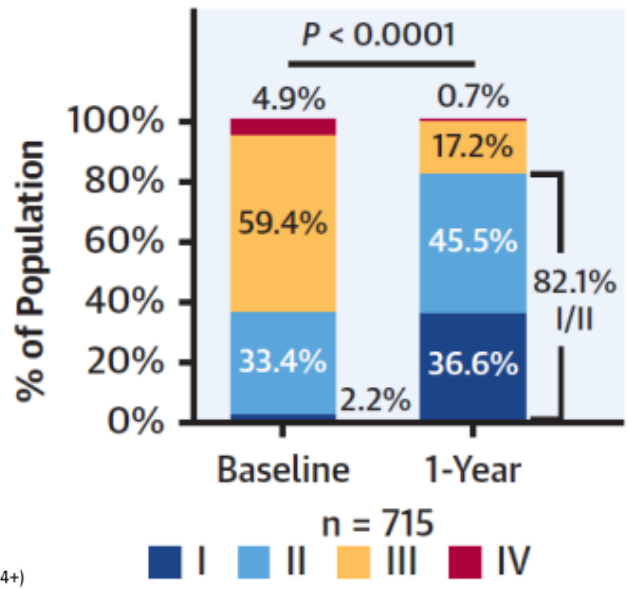 P < 0.0001
4.9% 0.7%
100%
17.2%
80%
59.4%
60%
45.5%
82.1%
I/II
40%
33.4%
36.6%
20%
2.2%
0%
% of Population
Baseline 1-Year
n = 715
I II III IV
4+)